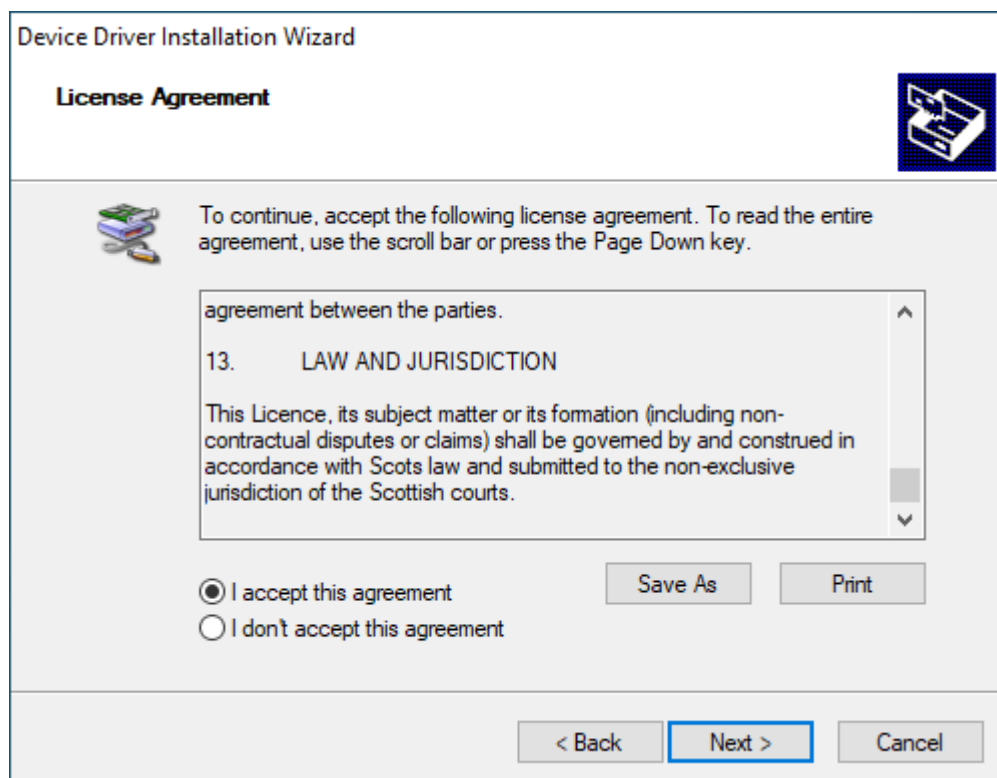 Device Driver Installation Wizard
License Agreement
To continue, accept the following license agreement. To read the entire
agreement, use the scroll bar or press the Page Down key.
agreement between the parties.
13. LAW AND JURISDICTION
This Licence, its subject matter or its formation (including non-
contractual disputes or claims) shall be governed by and construed in
accordance with Scots law and submitted to the non-exclusive
jurisdiction of the Scottish courts.
I accept this agreement
Save As
Print
I don't accept this agreement
< Back
Next >
Cancel